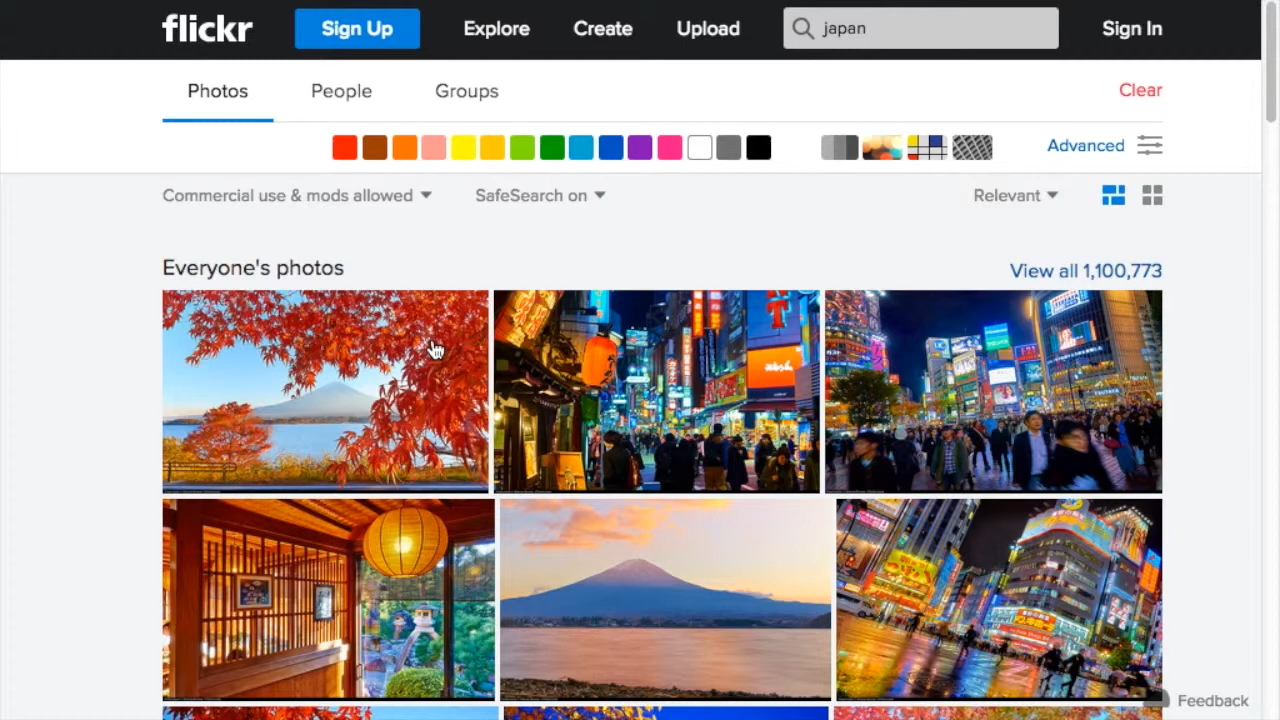 flickr Sign Up Explore Create Upload japan Sign In
Photos People Groups Clear
Advanced
Commercial use & mods allowed SafeSearch on Relevant
Everyone's photos View all 1,100,773
Feedback